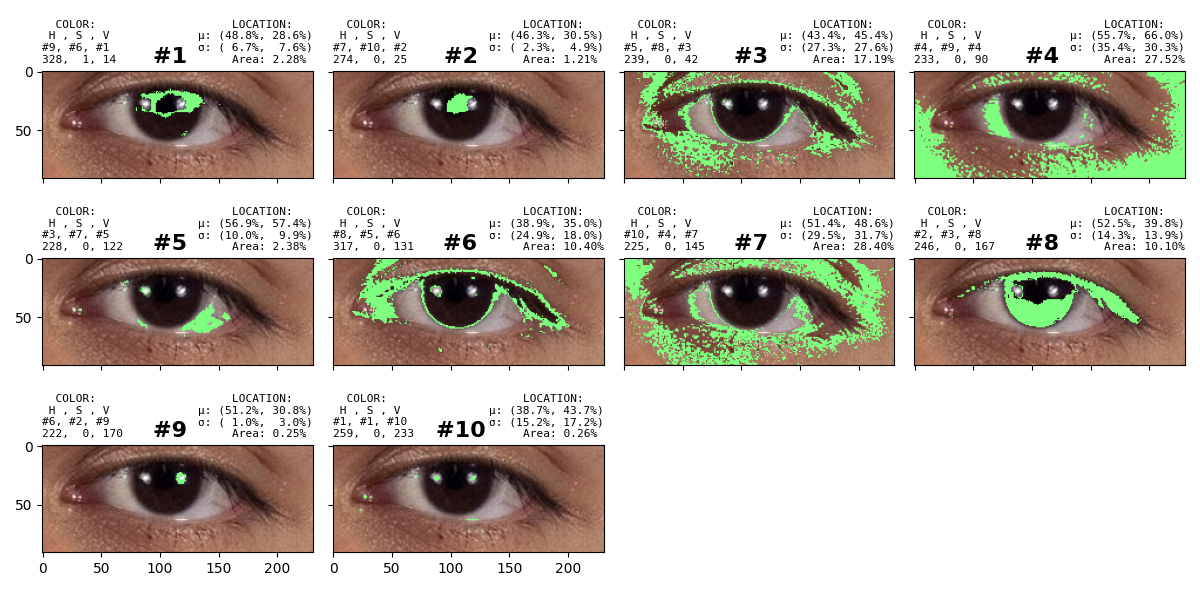 COLOR: LOCATION:
H , S , V μ: (48.8%, 28.6%)
#9, #6, #1 σ: ( 6.7%, 7.6%)
328, 1, 14 #1 Area: 2.28%
COLOR: LOCATION:
H , S , V μ: (46.3%, 30.5%)
#7, #10, #2 σ: ( 2.3%, 4.9%)
274, 0, 25 #2 Area: 1.21%
COLOR: LOCATION:
H , S , V μ: (43.4%, 45.4%)
#5, #8, #3 σ: (27.3%, 27.6%)
239, 0, 42 #3 Area: 17.19%
COLOR: LOCATION:
H , S , V μ: (55.7%, 66.0%)
#4, #9, #4 σ: (35.4%, 30.3%)
233, 0, 90 #4 Area: 27.52%
0
50
COLOR: LOCATION:
H , S , V μ: (56.9%, 57.4%)
#3, #7, #5 σ: (10.0%, 9.9%)
228, 0, 122 #5 Area: 2.38%
COLOR: LOCATION:
H , S , V μ: (38.9%, 35.0%)
#8, #5, #6 σ: (24.9%, 18.0%)
317, 0, 131 #6 Area: 10.40%
COLOR: LOCATION:
H , S , V μ: (51.4%, 48.6%)
#10, #4, #7 σ: (29.5%, 31.7%)
225, 0, 145 #7 Area: 28.40%
COLOR: LOCATION:
H , S , V μ: (52.5%, 39.8%)
#2, #3, #8 σ: (14.3%, 13.9%)
246, 0, 167 #8 Area: 10.10%
0
50
COLOR: LOCATION:
H , S , V μ: (51.2%, 30.8%)
#6, #2, #9 σ: ( 1.0%, 3.0%)
222, 0, 170 #9 Area: 0.25%
COLOR: LOCATION:
H , S , V μ: (38.7%, 43.7%)
#1, #1, #10 σ: (15.2%, 17.2%)
259, 0, 233 #10 Area: 0.26%
0
50
0 50 100 150 200
0 50 100 150 200